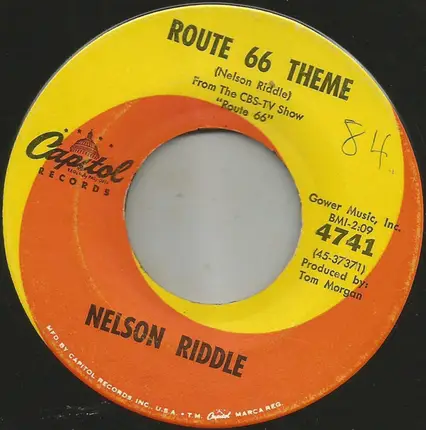 ROUTE 66 THEME
(Nelson Riddle)
From The CBS-TV Show
"Route 66"
84
Capitol
RECORDS
Gower Music, Inc.
BMI-2:09
4741
(45-37371)
Produced by:
Tom Morgan
NELSON RIDDLE
MFD. BY CAPITOL RECORDS INC. U.S.A. • T.M. Capitol MARCA REG.